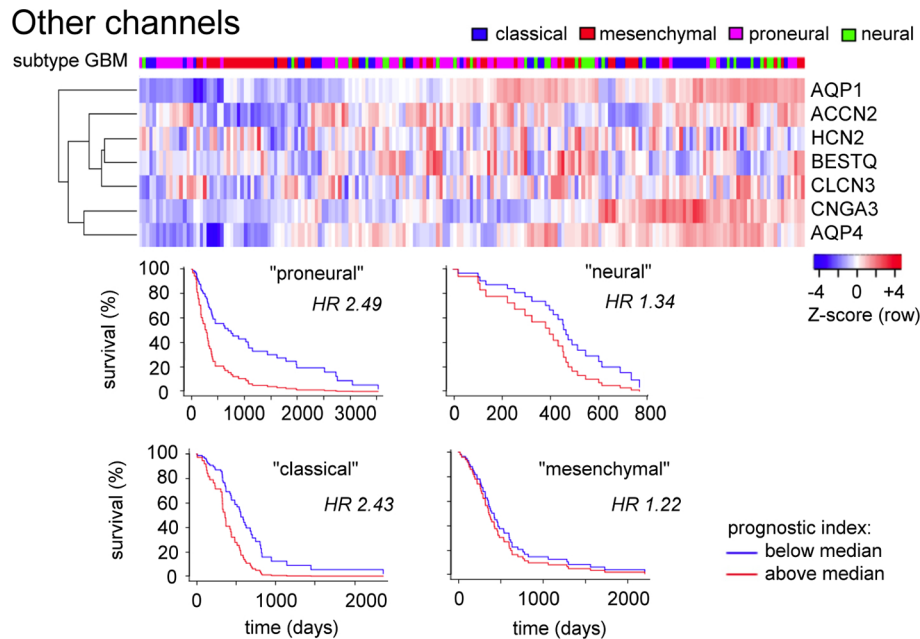 Other channels
classical mesenchymal proneural neural
subtype GBM
AQP1
ACCN2
HCN2
BESTQ
CLCN3
CNGA3
AQP4
-4 0 +4
Z-score (row)
survival (%)
100
80
60
40
20
0
"proneural"
HR 2.49
0 1000 2000 3000
"neural"
HR 1.34
0 200 400 600 800
survival (%)
100
80
60
40
20
0
"classical"
HR 2.43
0 1000 2000
time (days)
"mesenchymal"
HR 1.22
0 1000 2000
time (days)
prognostic index:
below median
above median